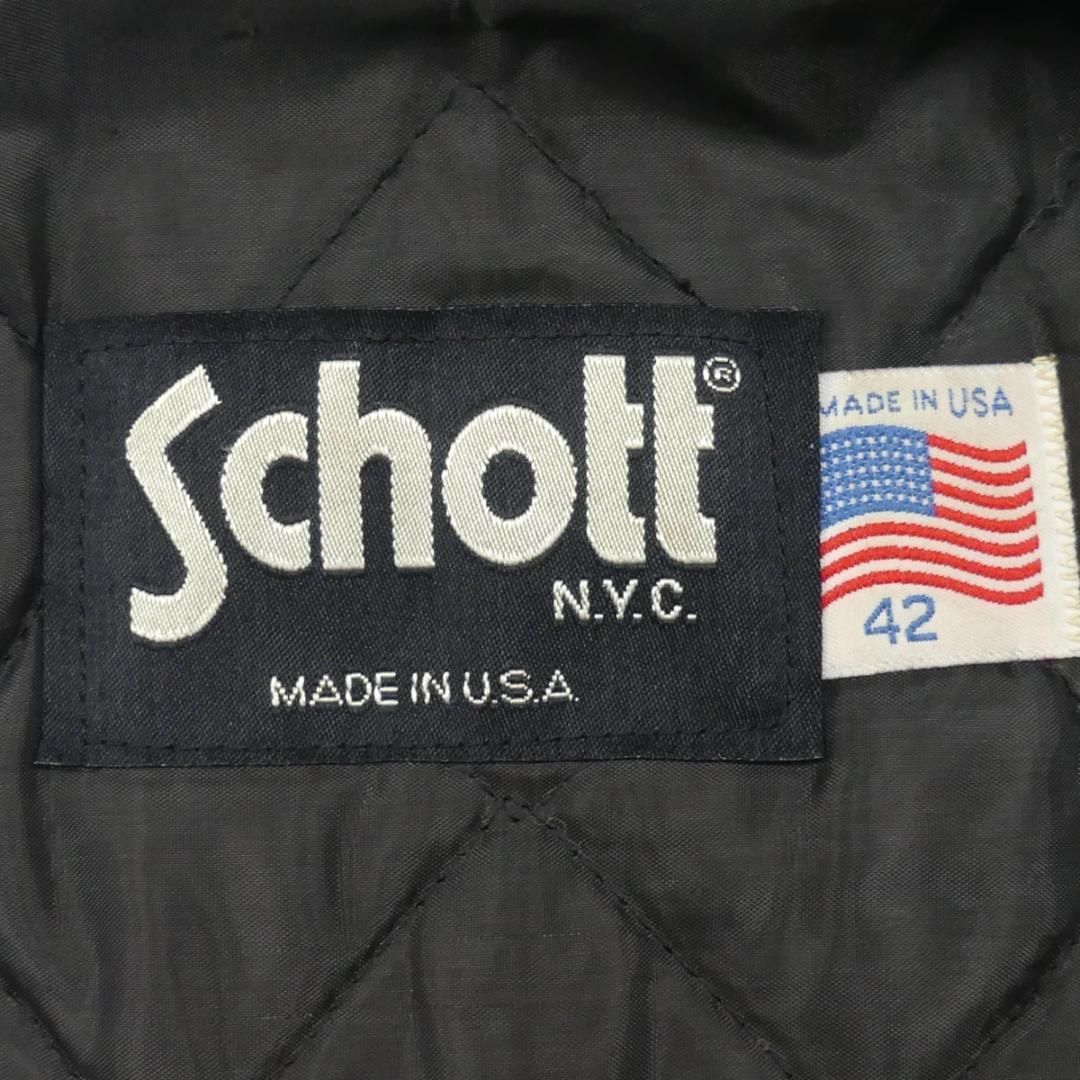 Schott®
N.Y.C.
MADE IN U.S.A.
MADE IN USA
42